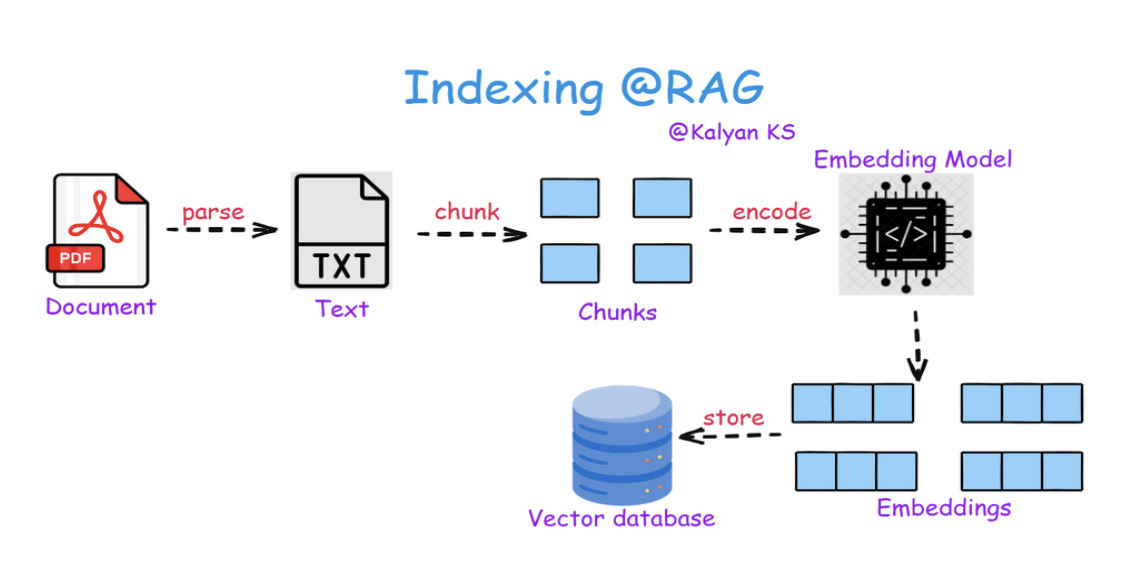 Indexing @RAG
@Kalyan KS
Embedding Model
parse
chunk
encode
</>
PDF
TXT
Document
Text
Chunks
store
Vector database
Embeddings